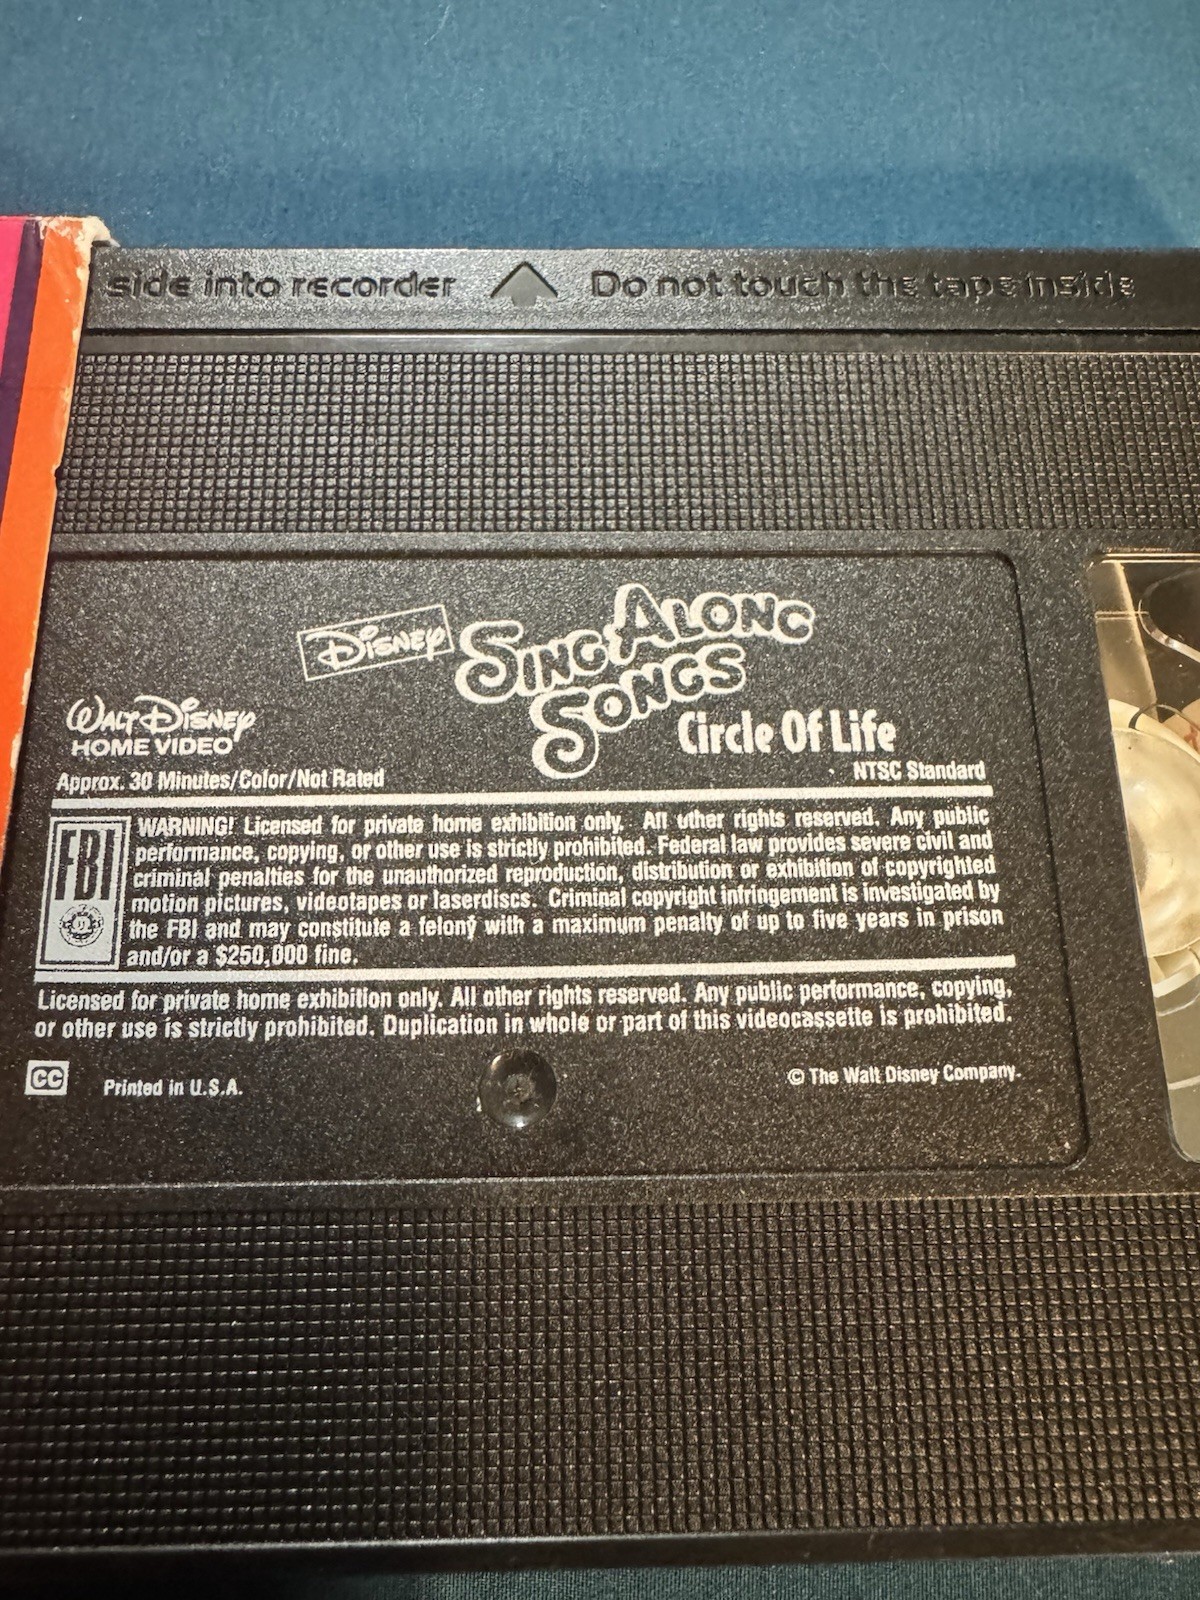 side into recorder Do not touch the tape inside
Disney
Sing Along
Songs
Circle Of Life
Walt Disney
HOME VIDEO
Approx. 30 Minutes/Color/Not Rated
NTSC Standard
FBI
WARNING! Licensed for private home exhibition only. All other rights reserved. Any public
performance, copying, or other use is strictly prohibited. Federal law provides severe civil and
criminal penalties for the unauthorized reproduction, distribution or exhibition of copyrighted
motion pictures, videotapes or laserdiscs. Criminal copyright infringement is investigated by
the FBI and may constitute a felony with a maximum penalty of up to five years in prison
and/or a $250,000 fine.
Licensed for private home exhibition only. All other rights reserved. Any public performance, copying,
or other use is strictly prohibited. Duplication in whole or part of this videocassette is prohibited.
CC
Printed in U.S.A.
© The Walt Disney Company.